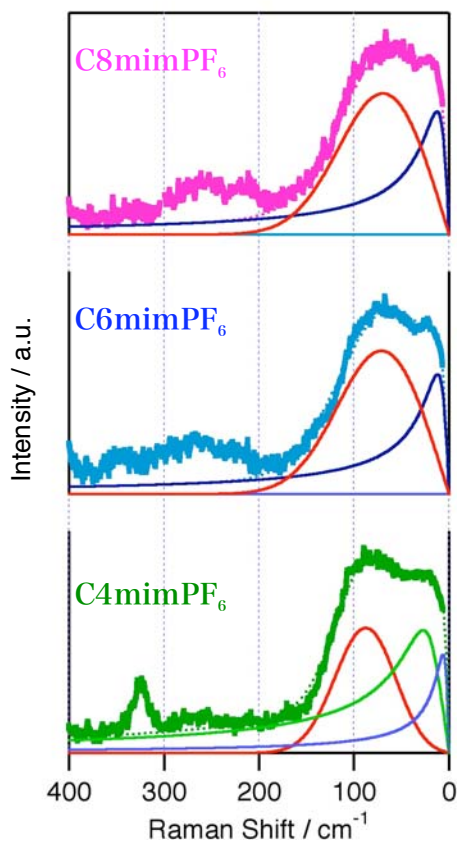 C8mimPF₆
C6mimPF₆
C4mimPF₆
Intensity / a.u.
400 300 200 100 0
Raman Shift / cm⁻¹